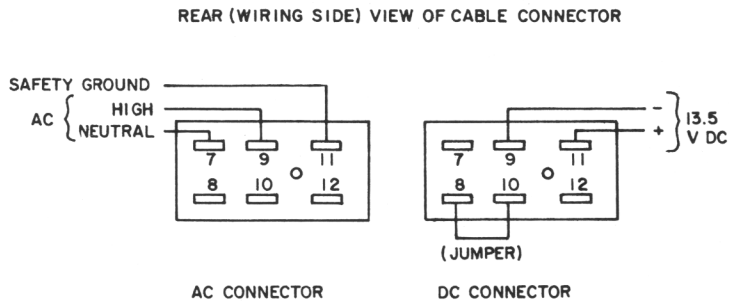 REAR (WIRING SIDE) VIEW OF CABLE CONNECTOR
SAFETY GROUND
AC
HIGH
NEUTRAL
7 9 11
8 10 12
AC CONNECTOR
-
+
13.5
V DC
7 9 11
8 10 12
(JUMPER)
DC CONNECTOR